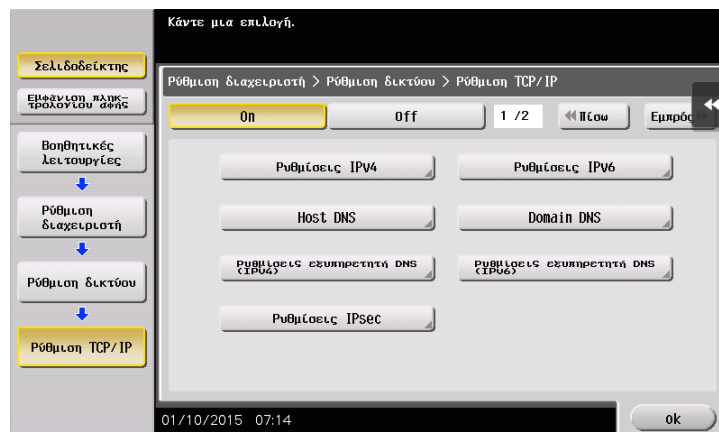 Κάντε μια επιλογή.
Σελιδοδείκτης
Εμφάνιση πληκ-
τρολογίου αφής
Βοηθητικές
λειτουργίες
Ρύθμιση
διαχειριστή
Ρύθμιση δικτύου
Ρύθμιση TCP/IP
Ρύθμιση διαχειριστή > Ρύθμιση δικτύου > Ρύθμιση TCP/IP
On
Off
1 /2
Πίσω
Εμπρός
Ρυθμίσεις IPv4
Ρυθμίσεις IPv6
Host DNS
Domain DNS
Ρυθμίσεις εξυπηρετητή DNS
(IPv4)
Ρυθμίσεις εξυπηρετητή DNS
(IPv6)
Ρυθμίσεις IPsec
01/10/2015 07:14
ok